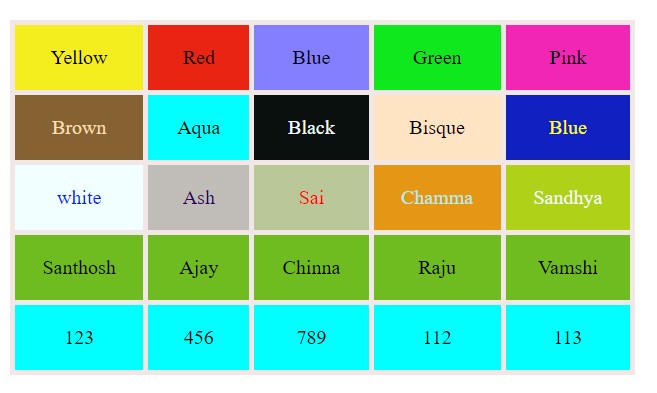 Yellow Red Blue Green Pink
Brown Aqua Black Bisque Blue
white Ash Sai Chamma Sandhya
Santhosh Ajay Chinna Raju Vamshi
123 456 789 112 113